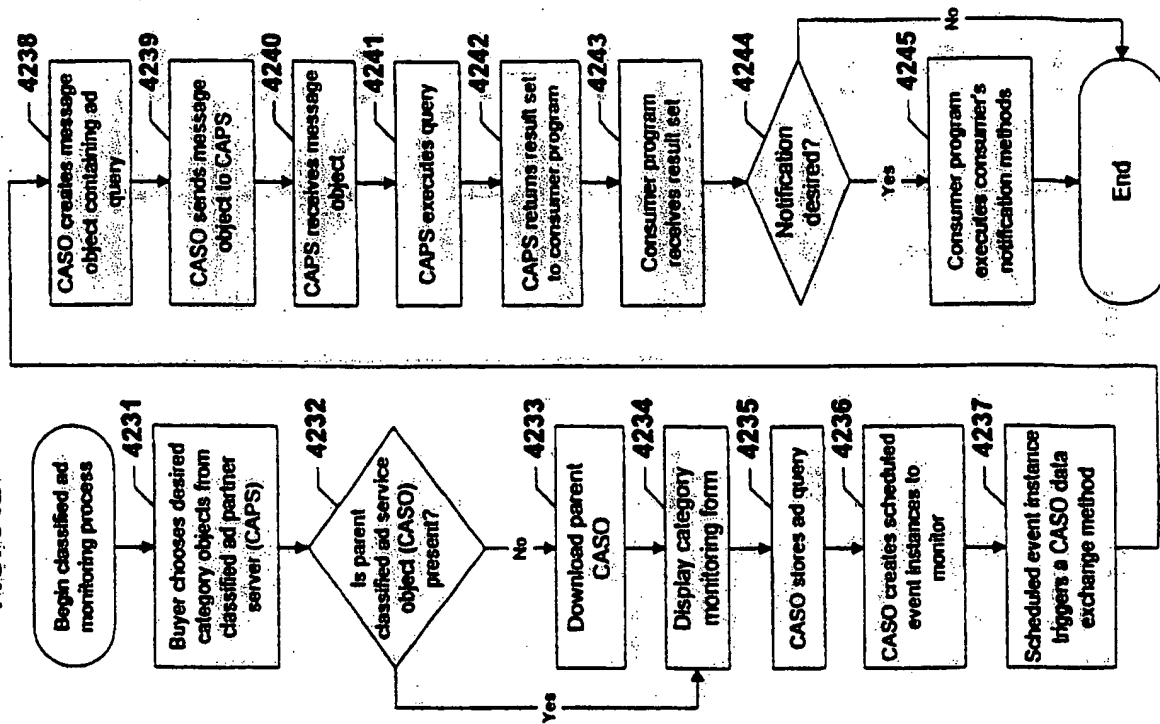 Begin classified ad
monitoring process
4231
Buyer chooses desired
category objects from
classified ad partner
server (CAPS)
4232
Is parent
classified ad service
object (CASO)
present?
Yes
No
4233
Download parent
CASO
4234
Display category
monitoring form
4235
CASO stores ad query
4236
CASO creates scheduled
event instances to
monitor
4237
Scheduled event instance
triggers a CASO data
exchange method
4238
CASO creates message
object containing ad
query
4239
CASO sends message
object to CAPS
4240
CAPS receives message
object
4241
CAPS executes query
4242
CAPS returns result set
to consumer program
4243
Consumer program
receives result set
4244
Notification
desired?
No
Yes
4245
Consumer program
executes consumer's
notification methods
End